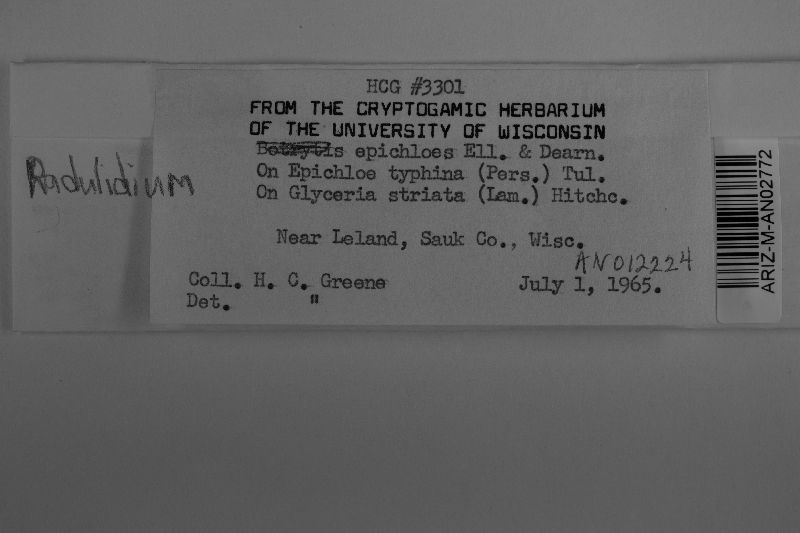 HCG #3301
FROM THE CRYPTOGAMIC HERBARIUM
OF THE UNIVERSITY OF WISCONSIN
Botrytis epichloes Ell. & Dearn.
On Epichloe typhina (Pers.) Tul.
On Glyceria striata (Lam.) Hitchc.
Radulidium
Near Leland, Sauk Co., Wisc.
AN012224
Coll. H. C. Greene July 1, 1965.
Det. "
ARIZ-M-AN02772